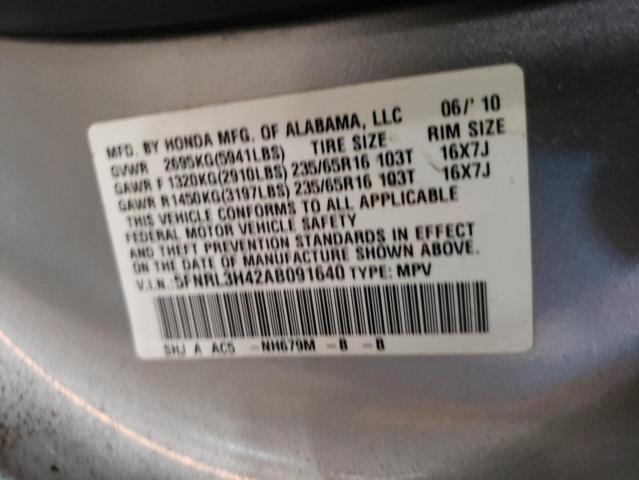 MFD. BY HONDA MFG. OF ALABAMA, LLC 06/' 10
GVWR 2695KG(5941LBS) TIRE SIZE RIM SIZE
GAWR F 1320KG(2910LBS) 235/65R16 103T 16X7J
GAWR R 1450KG(3197LBS) 235/65R16 103T 16X7J
THIS VEHICLE CONFORMS TO ALL APPLICABLE
FEDERAL MOTOR VEHICLE SAFETY
AND THEFT PREVENTION STANDARDS IN EFFECT
ON THE DATE OF MANUFACTURE SHOWN ABOVE.
V.I.N.: 5FNRL3H42AB091640 TYPE: MPV
SHJ A AC5 -NH679M -B -B